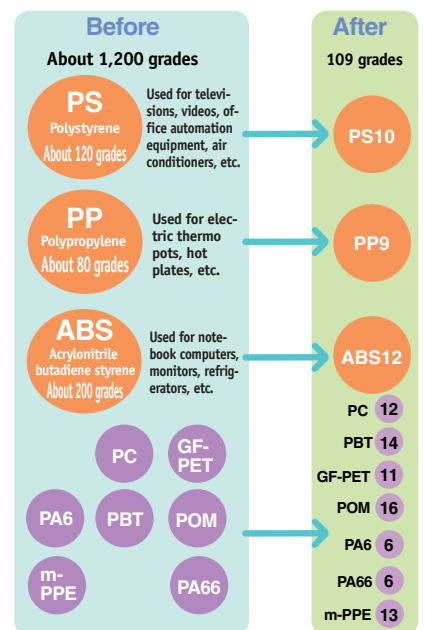 Before
About 1,200 grades
PS
Polystyrene
About 120 grades
Used for televi-
sions, videos, of-
fice automation
equipment, air
conditioners, etc.
PP
Polypropylene
About 80 grades
Used for elec-
tric thermo
pots, hot
plates, etc.
ABS
Acrylonitrile
butadiene styrene
About 200 grades
Used for note-
book computers,
monitors, refrig-
erators, etc.
PC
GF-
PET
PA6
PBT
POM
m-
PPE
PA66
After
109 grades
PS10
PP9
ABS12
PC 12
PBT 14
GF-PET 11
POM 16
PA6 6
PA66 6
m-PPE 13